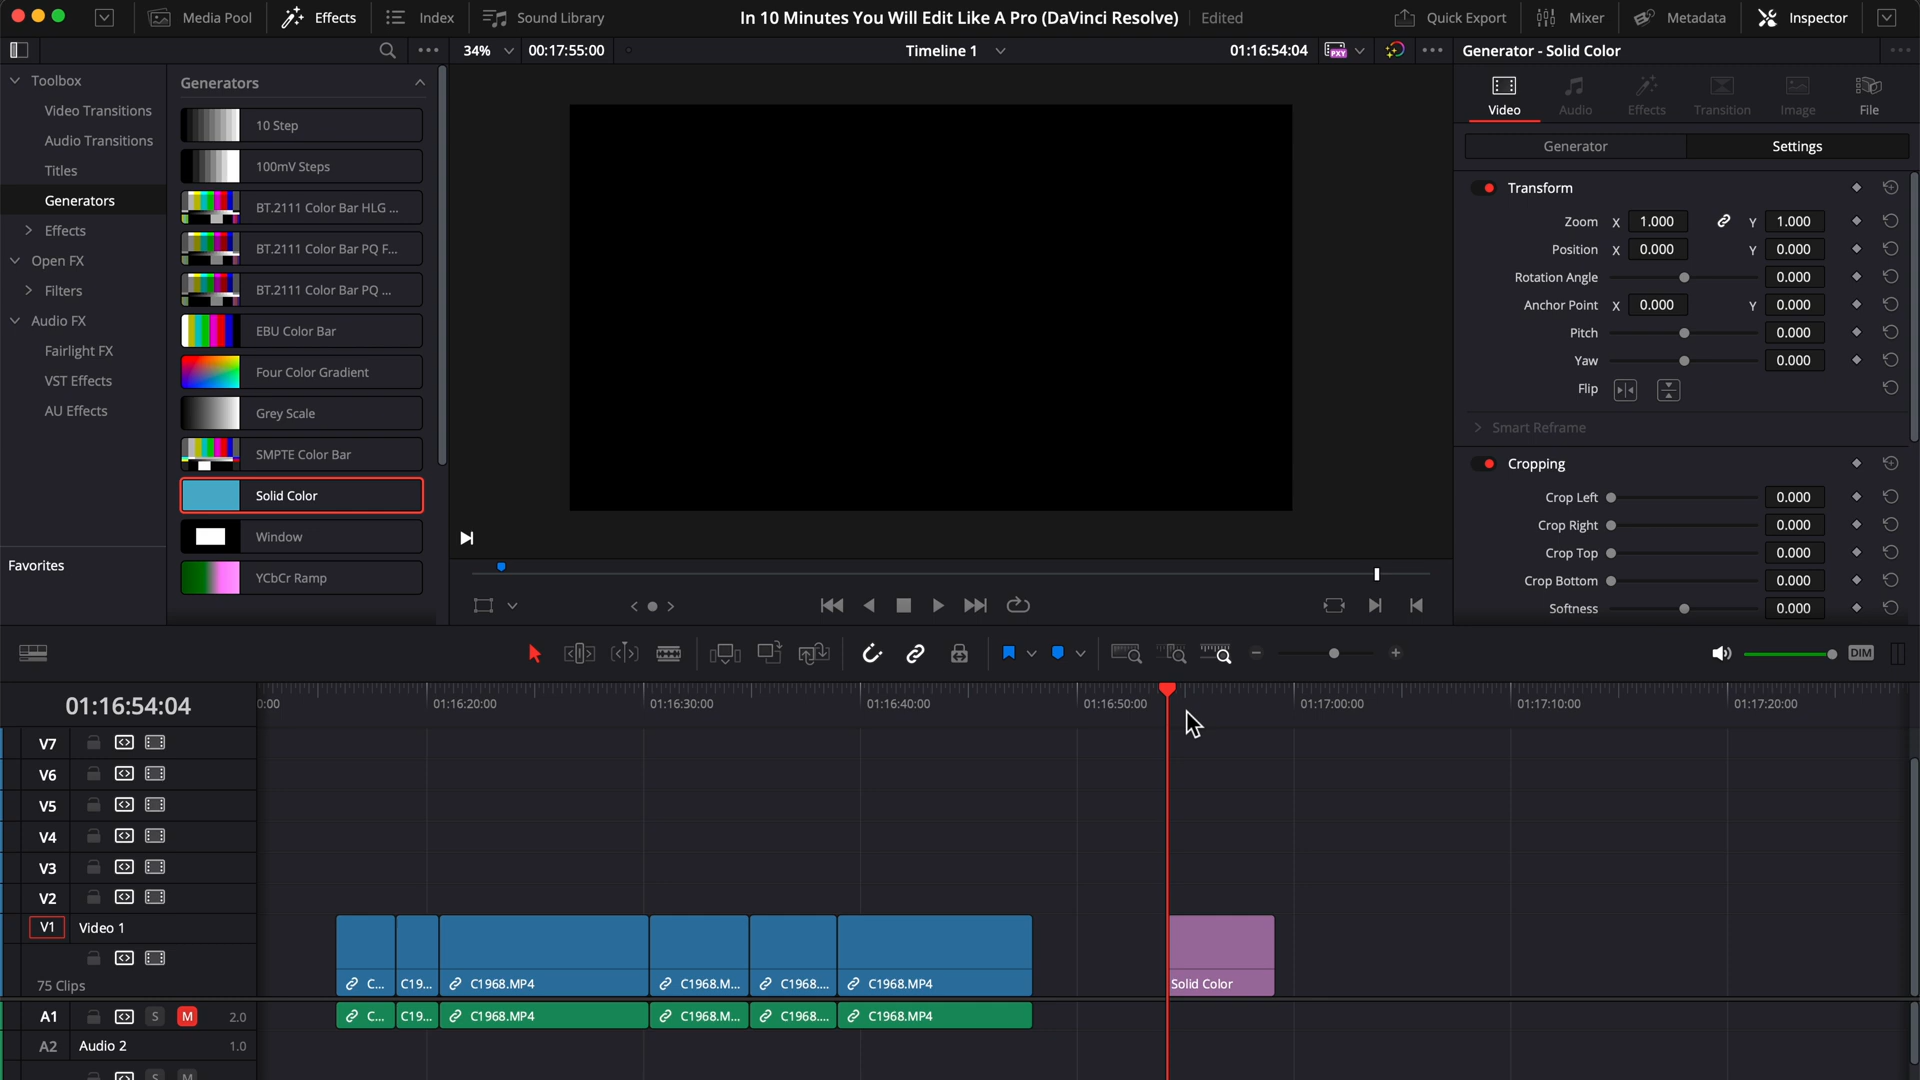 Media Pool
Effects
Index
Sound Library
In 10 Minutes You Will Edit Like A Pro (DaVinci Resolve)
Edited
Quick Export
Mixer
Metadata
Inspector
34%
00:17:55:00
Timeline 1
01:16:54:04
PXY
Generator - Solid Color
Toolbox
Video Transitions
Audio Transitions
Titles
Generators
Effects
Open FX
Filters
Audio FX
Fairlight FX
VST Effects
AU Effects
Favorites
Generators
10 Step
100mV Steps
BT.2111 Color Bar HLG ...
BT.2111 Color Bar PQ F...
BT.2111 Color Bar PQ ...
EBU Color Bar
Four Color Gradient
Grey Scale
SMPTE Color Bar
Solid Color
Window
YCbCr Ramp
Video
Audio
Effects
Transition
Image
File
Generator
Settings
Transform
Zoom X 1.000 Y 1.000
Position X 0.000 Y 0.000
Rotation Angle 0.000
Anchor Point X 0.000 Y 0.000
Pitch 0.000
Yaw 0.000
Flip
Smart Reframe
Cropping
Crop Left 0.000
Crop Right 0.000
Crop Top 0.000
Crop Bottom 0.000
Softness 0.000
DIM
01:16:54:04
0:00
01:16:20:00
01:16:30:00
01:16:40:00
01:16:50:00
01:17:00:00
01:17:10:00
01:17:20:00
V7
V6
V5
V4
V3
V2
V1 Video 1
75 Clips
C...
C19...
C1968.MP4
C1968.M...
C1968....
C1968.MP4
Solid Color
A1 S M 2.0
C...
C19...
C1968.MP4
C1968.M...
C1968....
C1968.MP4
A2 Audio 2 1.0
S M